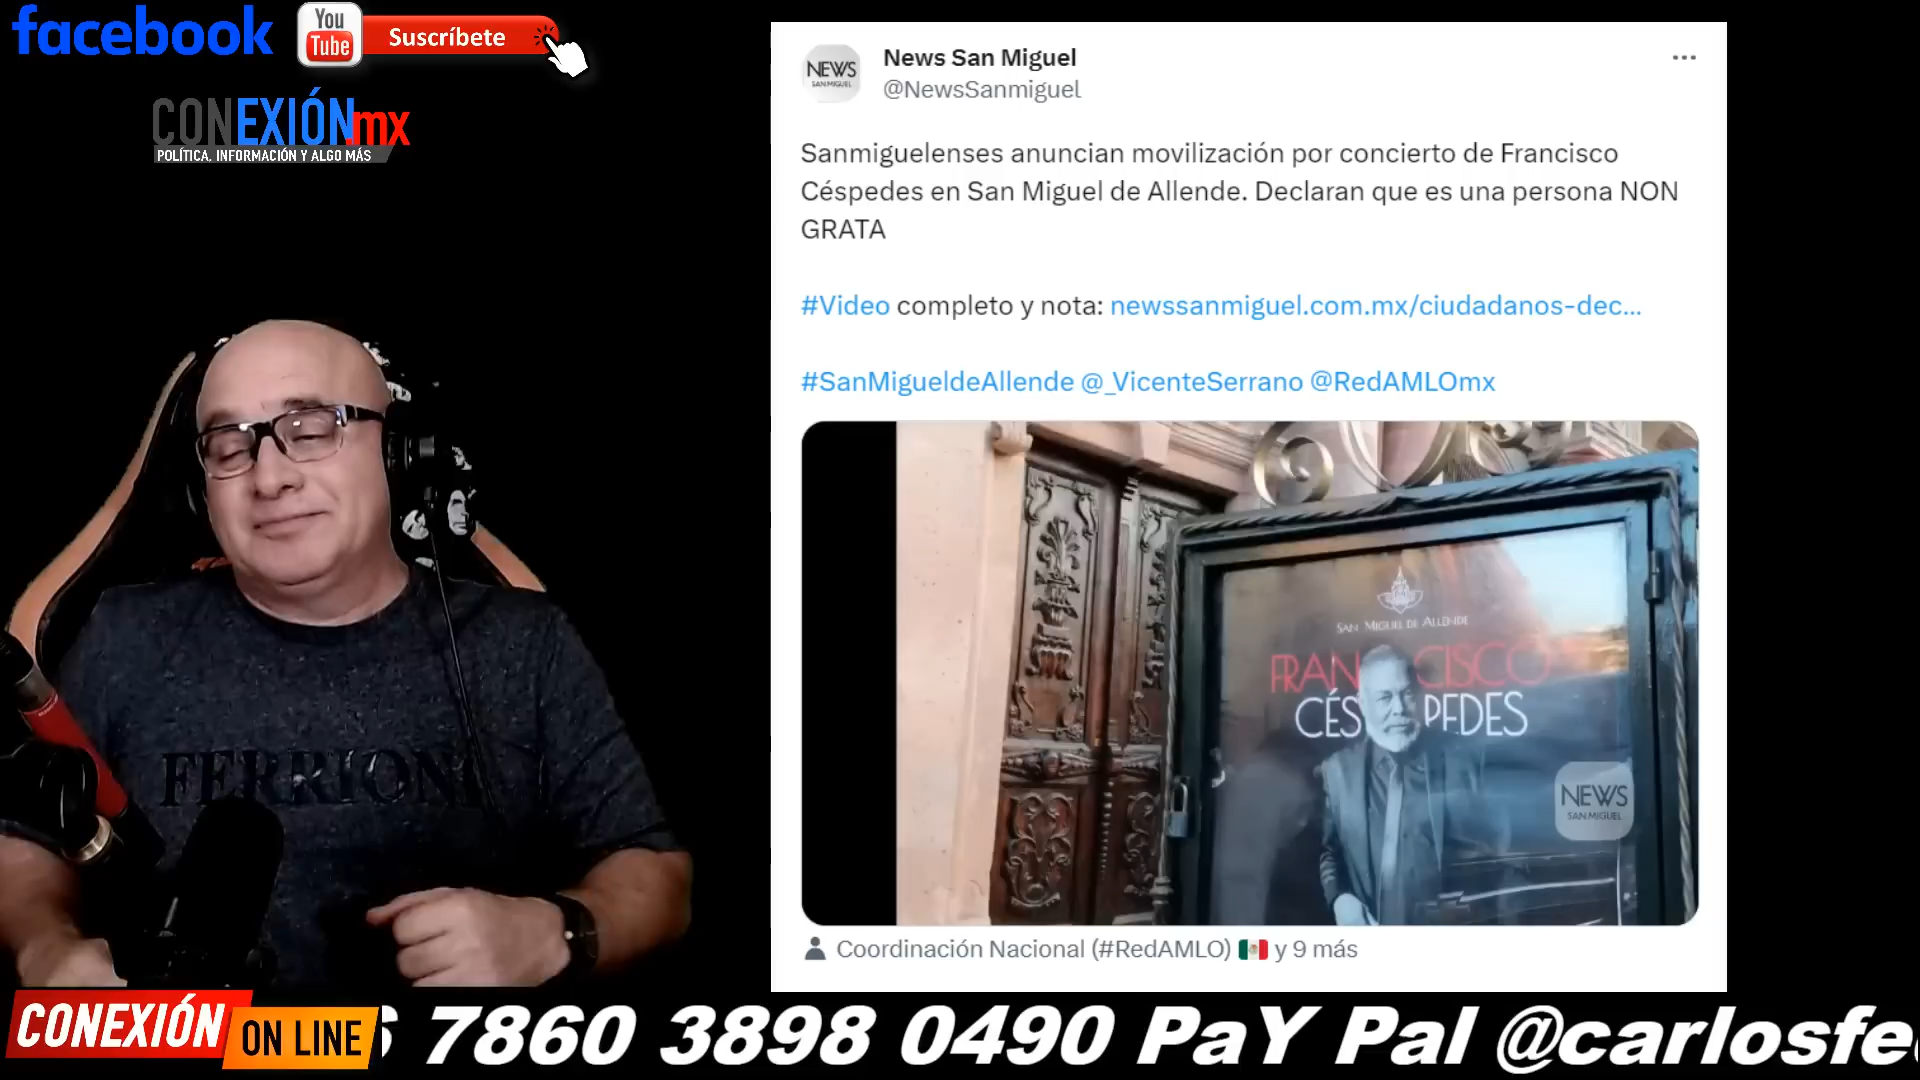 facebook
You
Tube
Suscríbete
CONEXIÓNmx
POLÍTICA, INFORMACIÓN Y ALGO MÁS
FERRIONI
NEWS
SAN MIGUEL
News San Miguel
@NewsSanmiguel
Sanmiguelenses anuncian movilización por concierto de Francisco
Céspedes en San Miguel de Allende. Declaran que es una persona NON
GRATA
#Video completo y nota: newssanmiguel.com.mx/ciudadanos-dec...
#SanMigueldeAllende @_VicenteSerrano @RedAMLOmx
SAN MIGUEL DE ALLENDE
FRANCISCO
CÉSPEDES
NEWS
SAN MIGUEL
Coordinación Nacional (#RedAMLO) 🇲🇽 y 9 más
CONEXIÓN
ON LINE
6 7860 3898 0490 PaY Pal @carlosfe